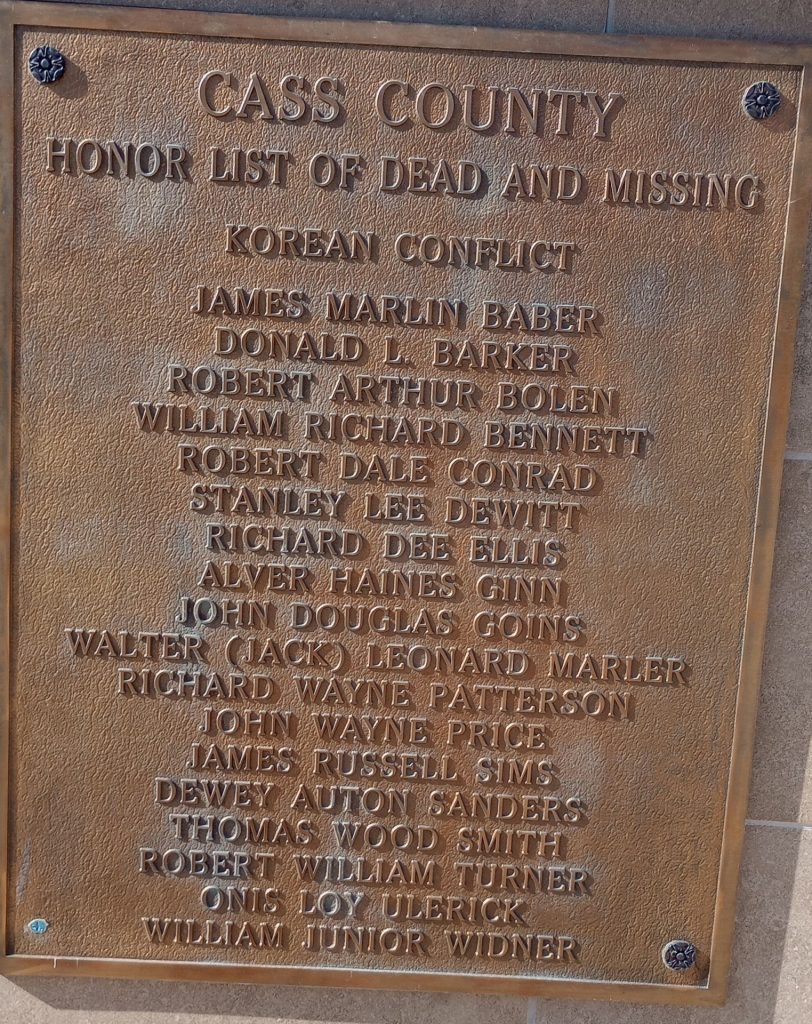 CASS COUNTY
HONOR LIST OF DEAD AND MISSING
KOREAN CONFLICT
JAMES MARLIN BABER
DONALD L. BARKER
ROBERT ARTHUR BOLEN
WILLIAM RICHARD BENNETT
ROBERT DALE CONRAD
STANLEY LEE DEWITT
RICHARD DEE ELLIS
ALVER HAINES GINN
JOHN DOUGLAS GOINS
WALTER (JACK) LEONARD MARLER
RICHARD WAYNE PATTERSON
JOHN WAYNE PRICE
JAMES RUSSELL SIMS
DEWEY AUTON SANDERS
THOMAS WOOD SMITH
ROBERT WILLIAM TURNER
ONIS LOY ULERICK
WILLIAM JUNIOR WIDNER